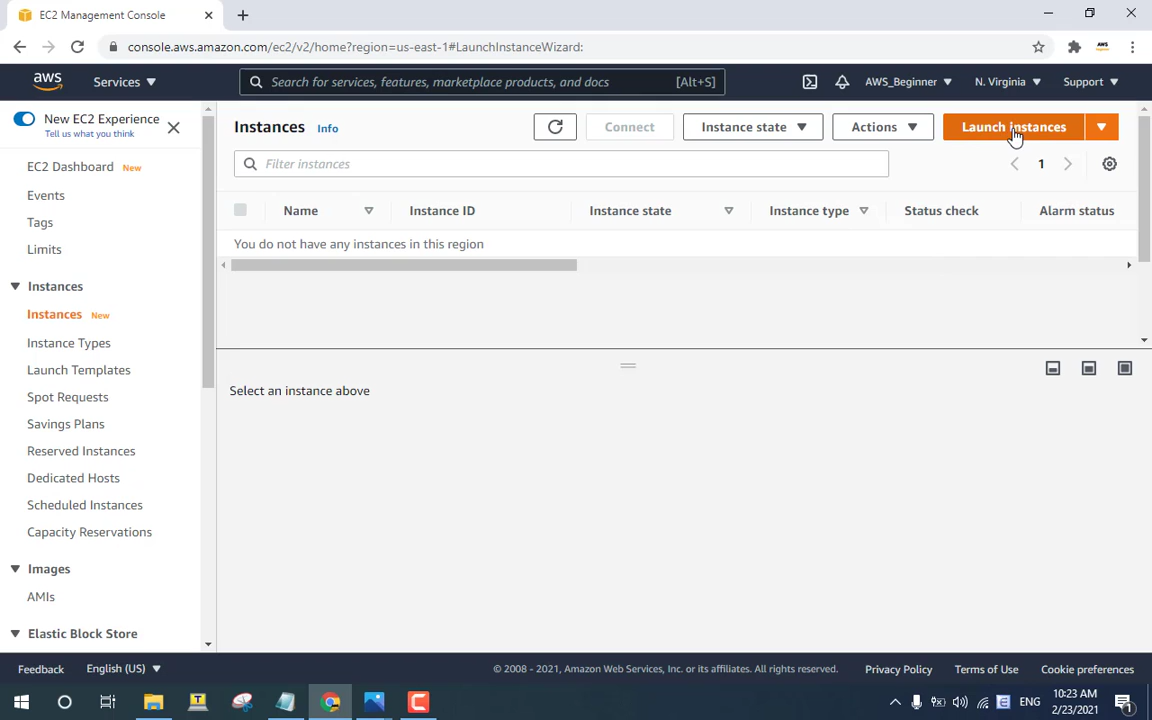 EC2 Management Console
console.aws.amazon.com/ec2/v2/home?region=us-east-1#LaunchInstanceWizard:
aws
aws Services Search for services, features, marketplace products, and docs [Alt+S] AWS_Beginner N. Virginia Support
New EC2 Experience
Tell us what you think
EC2 Dashboard New
Events
Tags
Limits
Instances
Instances New
Instance Types
Launch Templates
Spot Requests
Savings Plans
Reserved Instances
Dedicated Hosts
Scheduled Instances
Capacity Reservations
Images
AMIs
Elastic Block Store
Instances Info Connect Instance state Actions Launch instances
Filter instances 1
Name Instance ID Instance state Instance type Status check Alarm status
You do not have any instances in this region
Select an instance above
Feedback English (US) © 2008 - 2021, Amazon Web Services, Inc. or its affiliates. All rights reserved. Privacy Policy Terms of Use Cookie preferences
T
C
E
ENG
10:23 AM
2/23/2021
1